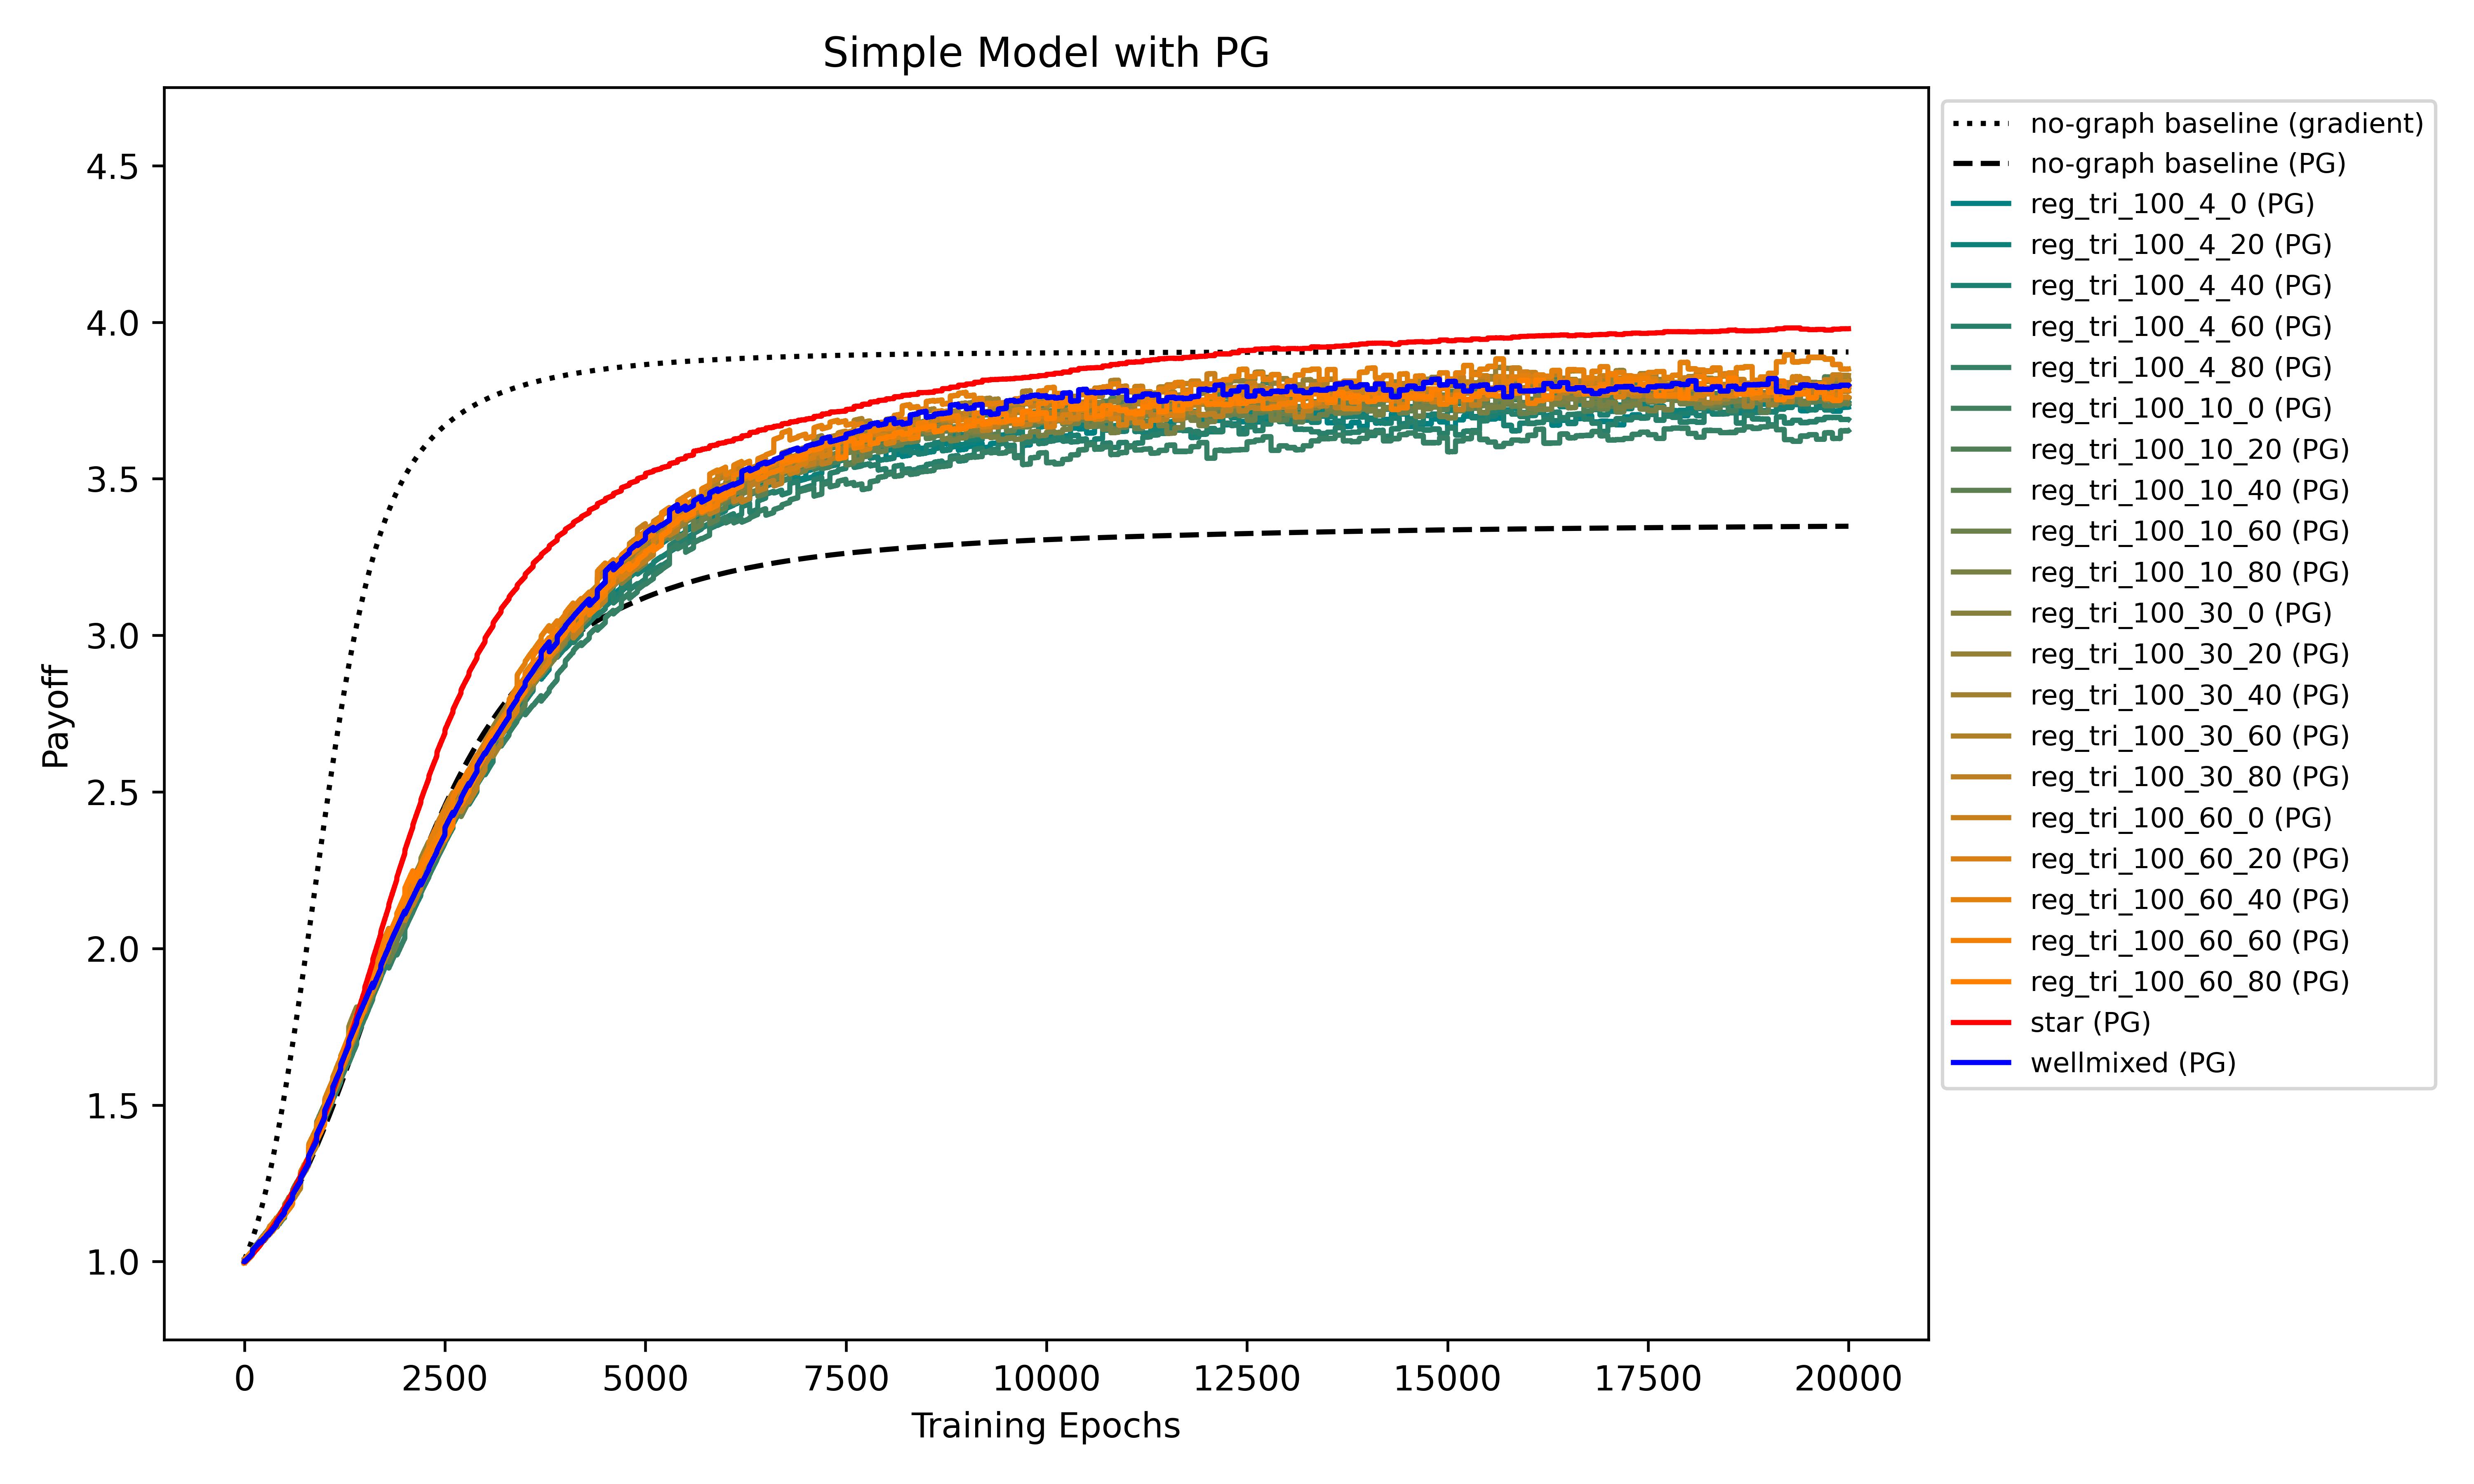 Simple Model with PG
Payoff
4.5
4.0
3.5
3.0
2.5
2.0
1.5
1.0
0
2500
5000
7500
10000
12500
15000
17500
20000
Training Epochs
no-graph baseline (gradient)
no-graph baseline (PG)
reg_tri_100_4_0 (PG)
reg_tri_100_4_20 (PG)
reg_tri_100_4_40 (PG)
reg_tri_100_4_60 (PG)
reg_tri_100_4_80 (PG)
reg_tri_100_10_0 (PG)
reg_tri_100_10_20 (PG)
reg_tri_100_10_40 (PG)
reg_tri_100_10_60 (PG)
reg_tri_100_10_80 (PG)
reg_tri_100_30_0 (PG)
reg_tri_100_30_20 (PG)
reg_tri_100_30_40 (PG)
reg_tri_100_30_60 (PG)
reg_tri_100_30_80 (PG)
reg_tri_100_60_0 (PG)
reg_tri_100_60_20 (PG)
reg_tri_100_60_40 (PG)
reg_tri_100_60_60 (PG)
reg_tri_100_60_80 (PG)
star (PG)
wellmixed (PG)